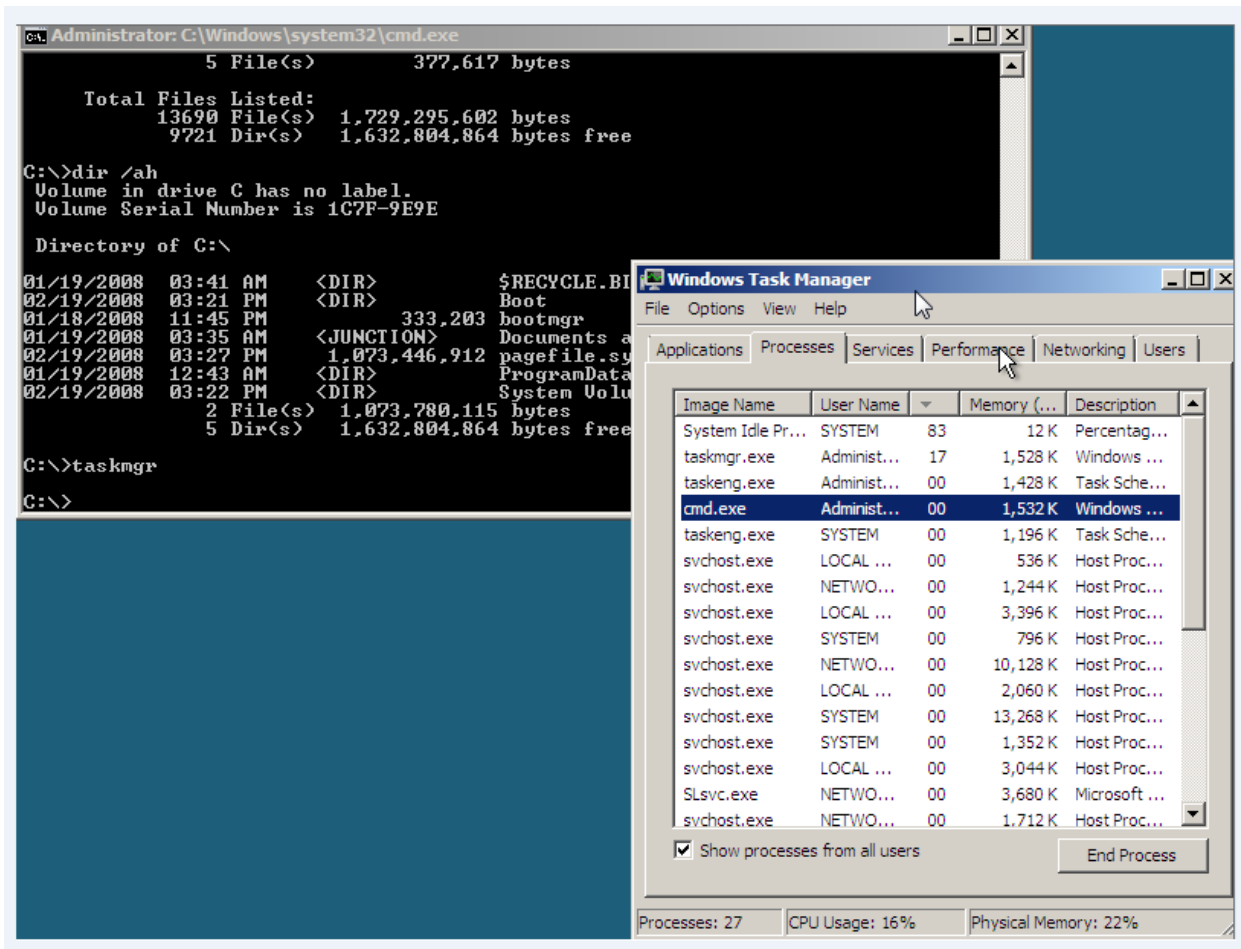 Administrator: C:\Windows\system32\cmd.exe
5 File(s) 377,617 bytes
Total Files Listed:
13690 File(s) 1,729,295,602 bytes
9721 Dir(s) 1,632,804,864 bytes free
C:\>dir /ah
Volume in drive C has no label.
Volume Serial Number is 1C7F-9E9E
Directory of C:\
01/19/2008 03:41 AM <DIR> $RECYCLE.BI
02/19/2008 03:21 PM <DIR> Boot
01/18/2008 11:45 PM 333,203 bootmgr
01/19/2008 03:35 AM <JUNCTION> Documents a
02/19/2008 03:27 PM 1,073,446,912 pagefile.sy
01/19/2008 12:43 AM <DIR> ProgramData
02/19/2008 03:22 PM <DIR> System Volu
2 File(s) 1,073,780,115 bytes
5 Dir(s) 1,632,804,864 bytes free
C:\>taskmgr
C:\>
Windows Task Manager
File Options View Help
Applications Processes Services Performance Networking Users
Image Name User Name Memory (... Description
System Idle Pr... SYSTEM 83 12 K Percentag...
taskmgr.exe Administ... 17 1,528 K Windows ...
taskeng.exe Administ... 00 1,428 K Task Sche...
cmd.exe Administ... 00 1,532 K Windows ...
taskeng.exe SYSTEM 00 1,196 K Task Sche...
svchost.exe LOCAL ... 00 536 K Host Proc...
svchost.exe NETWO... 00 1,244 K Host Proc...
svchost.exe LOCAL ... 00 3,396 K Host Proc...
svchost.exe SYSTEM 00 796 K Host Proc...
svchost.exe NETWO... 00 10,128 K Host Proc...
svchost.exe LOCAL ... 00 2,060 K Host Proc...
svchost.exe SYSTEM 00 13,268 K Host Proc...
svchost.exe SYSTEM 00 1,352 K Host Proc...
svchost.exe LOCAL ... 00 3,044 K Host Proc...
SLsvc.exe NETWO... 00 3,680 K Microsoft ...
svchost.exe NETWO... 00 1,712 K Host Proc...
Show processes from all users
End Process
Processes: 27 CPU Usage: 16% Physical Memory: 22%